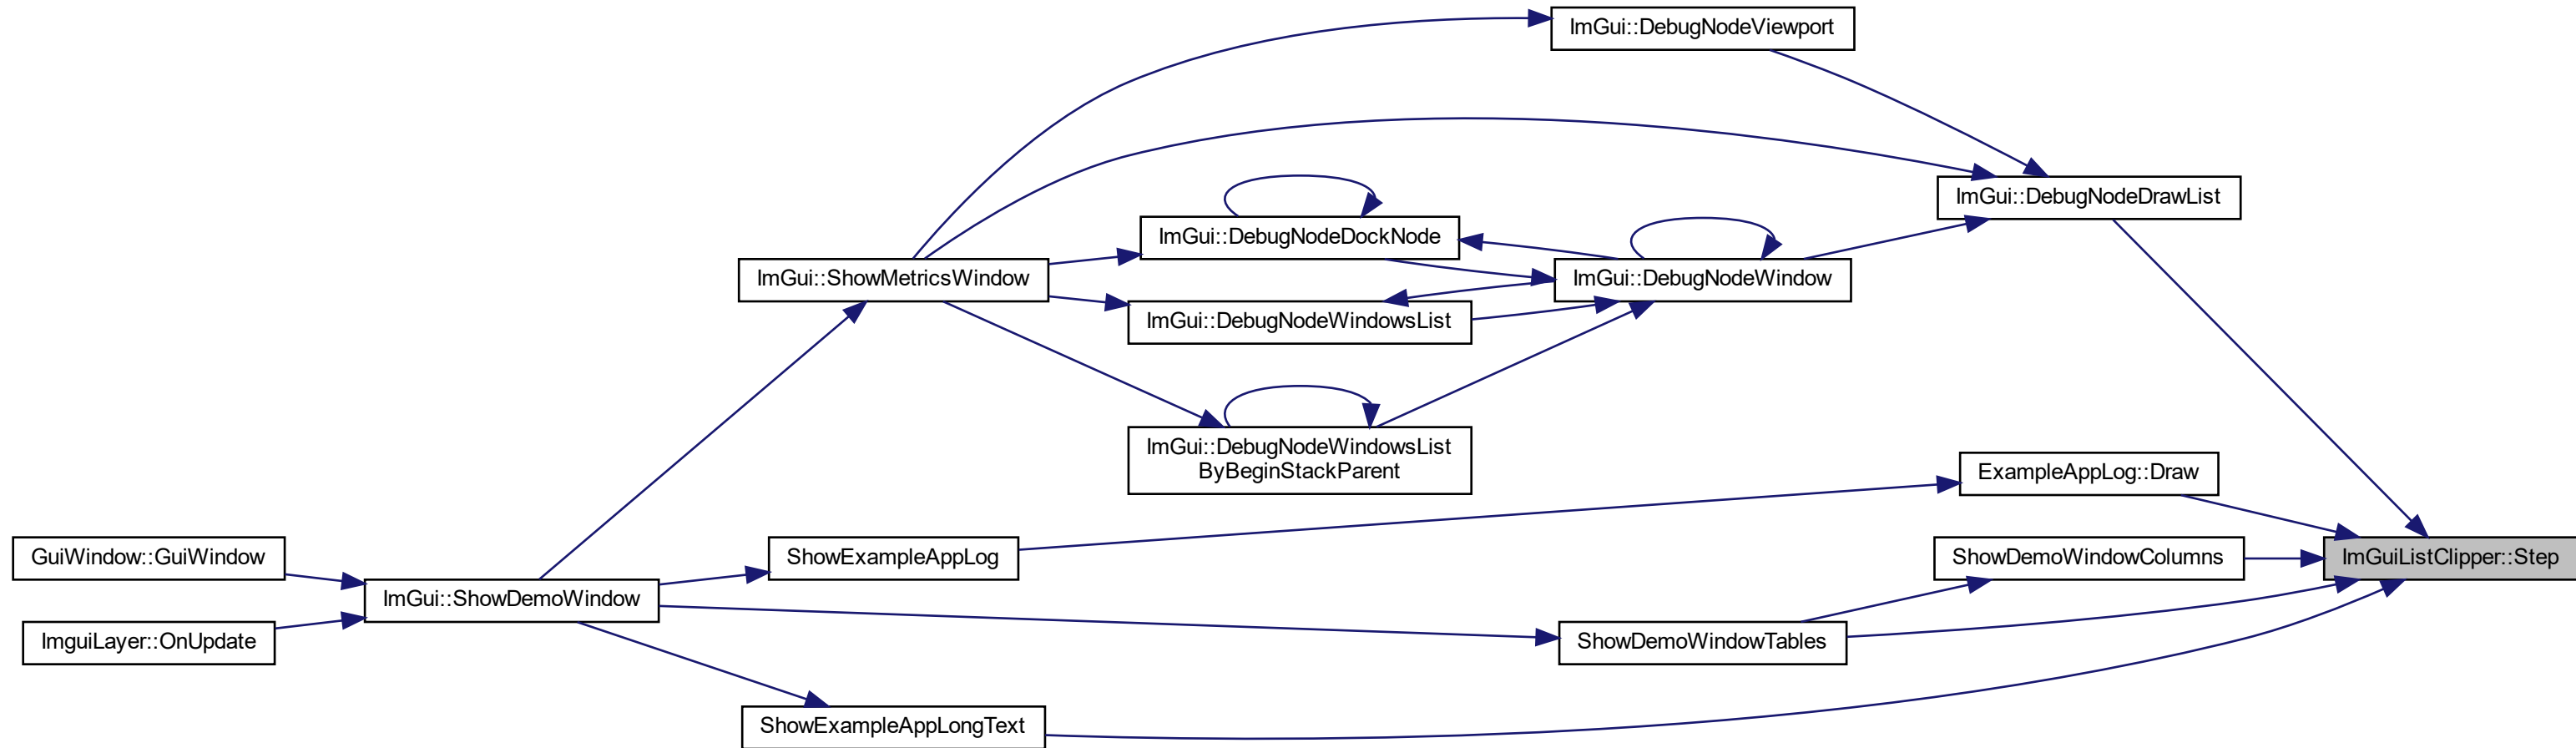 ImGui::DebugNodeViewport
ImGui::DebugNodeDrawList
ImGui::DebugNodeDockNode
ImGui::ShowMetricsWindow
ImGui::DebugNodeWindow
ImGui::DebugNodeWindowsList
ImGui::DebugNodeWindowsList
ByBeginStackParent
ExampleAppLog::Draw
GuiWindow::GuiWindow
ShowExampleAppLog
ShowDemoWindowColumns
ImGuiListClipper::Step
ImGui::ShowDemoWindow
ImguiLayer::OnUpdate
ShowDemoWindowTables
ShowExampleAppLongText